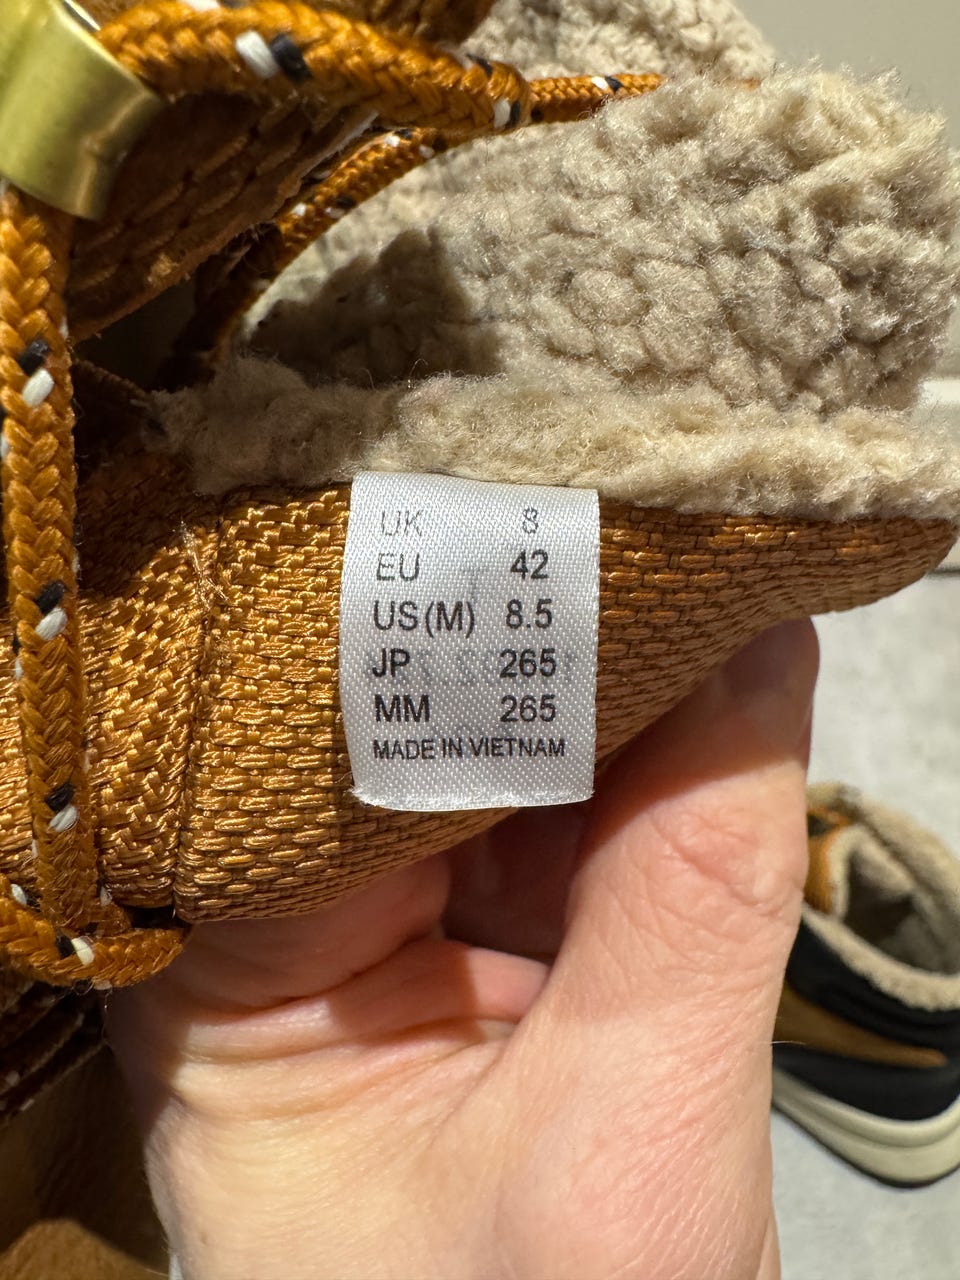 UK 8
EU 42
US(M) 8.5
JP 265
MM 265
MADE IN VIETNAM